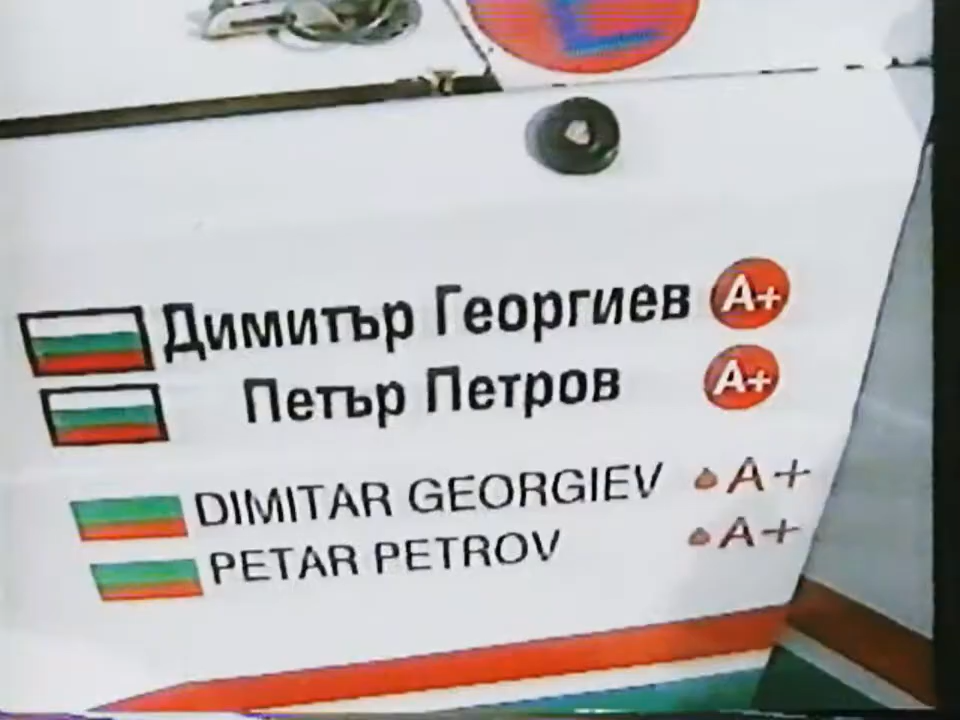 Димитър Георгиев A+
Петър Петров A+
DIMITAR GEORGIEV A+
PETAR PETROV A+